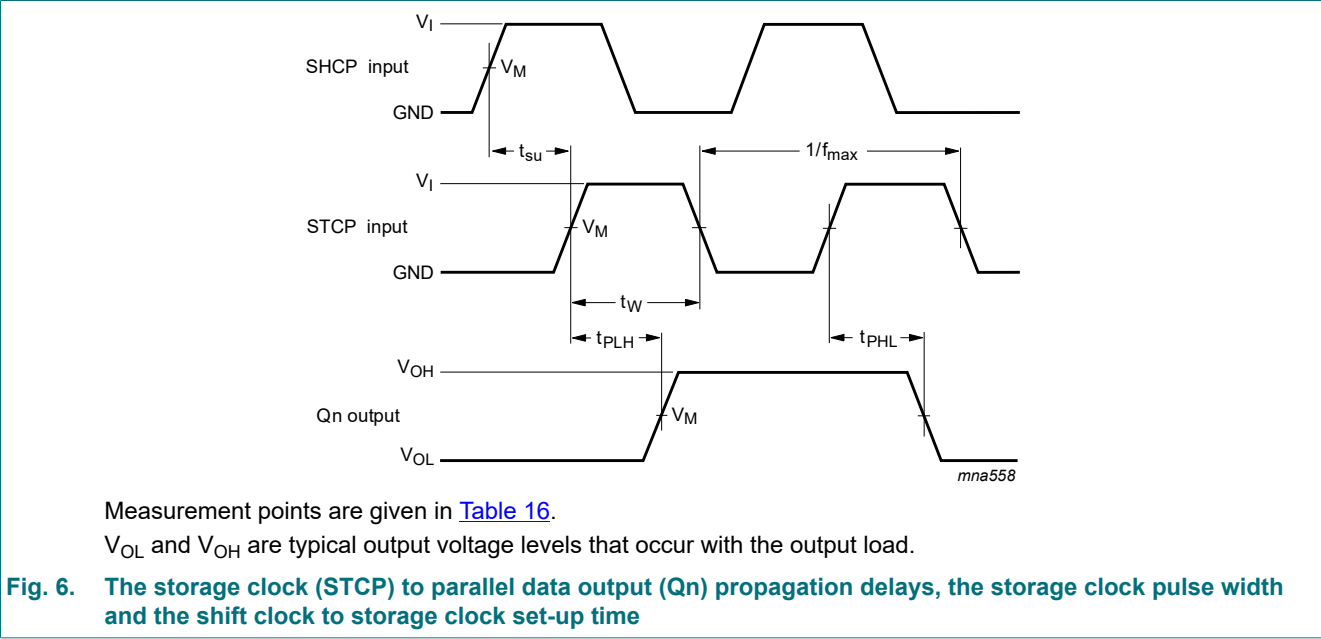 V_I
SHCP input
V_M
GND
t_su
1/f_max
V_I
STCP input
V_M
GND
t_W
t_PLH
t_PHL
V_OH
Qn output
V_M
V_OL
mna558
Measurement points are given in Table 16.
V_OL and V_OH are typical output voltage levels that occur with the output load.
Fig. 6. The storage clock (STCP) to parallel data output (Qn) propagation delays, the storage clock pulse width
and the shift clock to storage clock set-up time